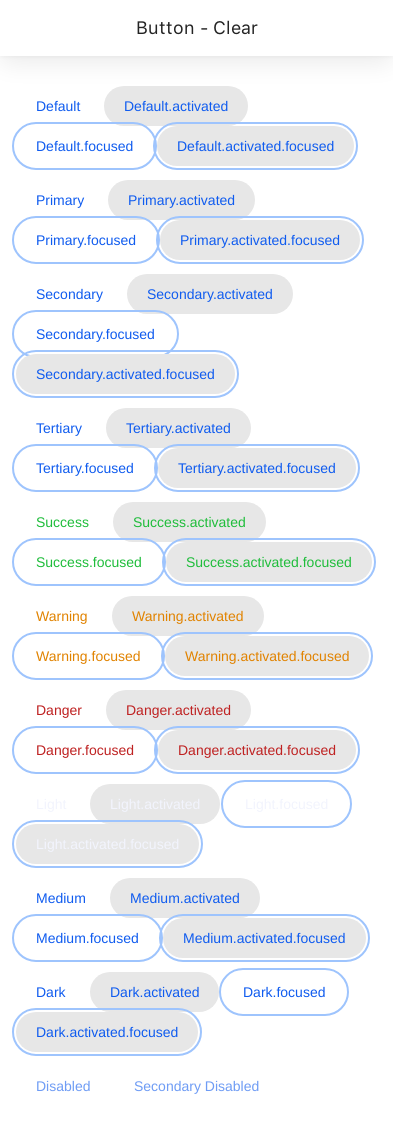 Button - Clear
Default Default.activated
Default.focused Default.activated.focused
Primary Primary.activated
Primary.focused Primary.activated.focused
Secondary Secondary.activated
Secondary.focused
Secondary.activated.focused
Tertiary Tertiary.activated
Tertiary.focused Tertiary.activated.focused
Success Success.activated
Success.focused Success.activated.focused
Warning Warning.activated
Warning.focused Warning.activated.focused
Danger Danger.activated
Danger.focused Danger.activated.focused
Light Light.activated Light.focused
Light.activated.focused
Medium Medium.activated
Medium.focused Medium.activated.focused
Dark Dark.activated Dark.focused
Dark.activated.focused
Disabled Secondary Disabled